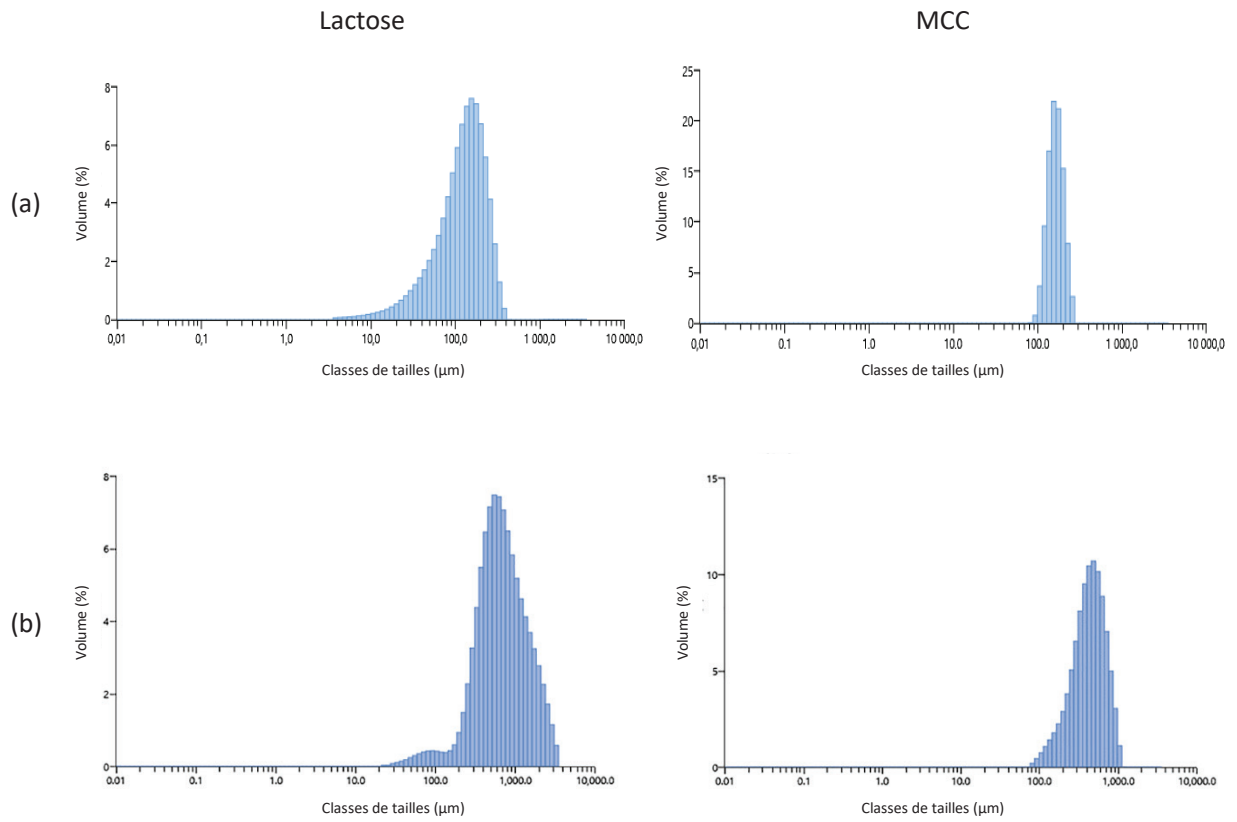 Lactose MCC
(a)
8
6
4
2
0
Volume (%)
0,01 0,1 1,0 10,0 100,0 1 000,0 10 000,0
Classes de tailles (µm)
25
20
15
10
5
0
Volume (%)
0,01 0.1 1.0 10.0 100.0 1 000,0 10 000,0
Classes de tailles (µm)
(b)
8
6
4
2
0
Volume (%)
0.01 0.1 1.0 10.0 100.0 1,000.0 10,000.0
Classes de tailles (µm)
15
10
5
0
Volume (%)
0.01 0.1 1.0 10.0 100.0 1,000.0 10,000.0
Classes de tailles (µm)